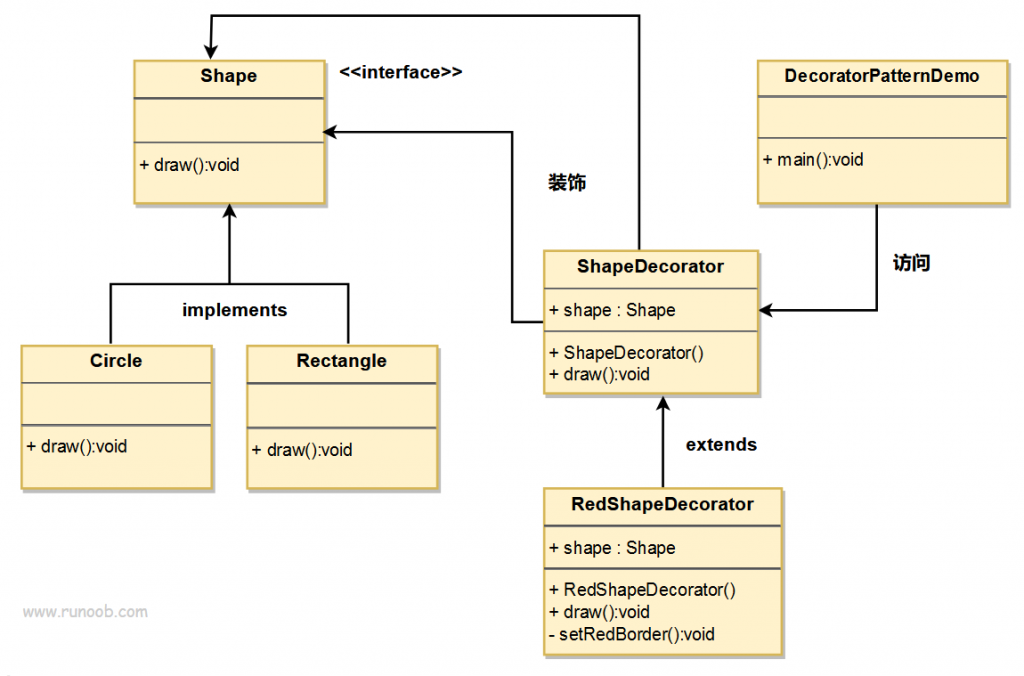 Shape
<<interface>>
+ draw():void
DecoratorPatternDemo
+ main():void
装饰
访问
ShapeDecorator
+ shape : Shape
+ ShapeDecorator()
+ draw():void
implements
Circle
+ draw():void
Rectangle
+ draw():void
extends
RedShapeDecorator
+ shape : Shape
+ RedShapeDecorator()
+ draw():void
- setRedBorder():void
www.runoob.com